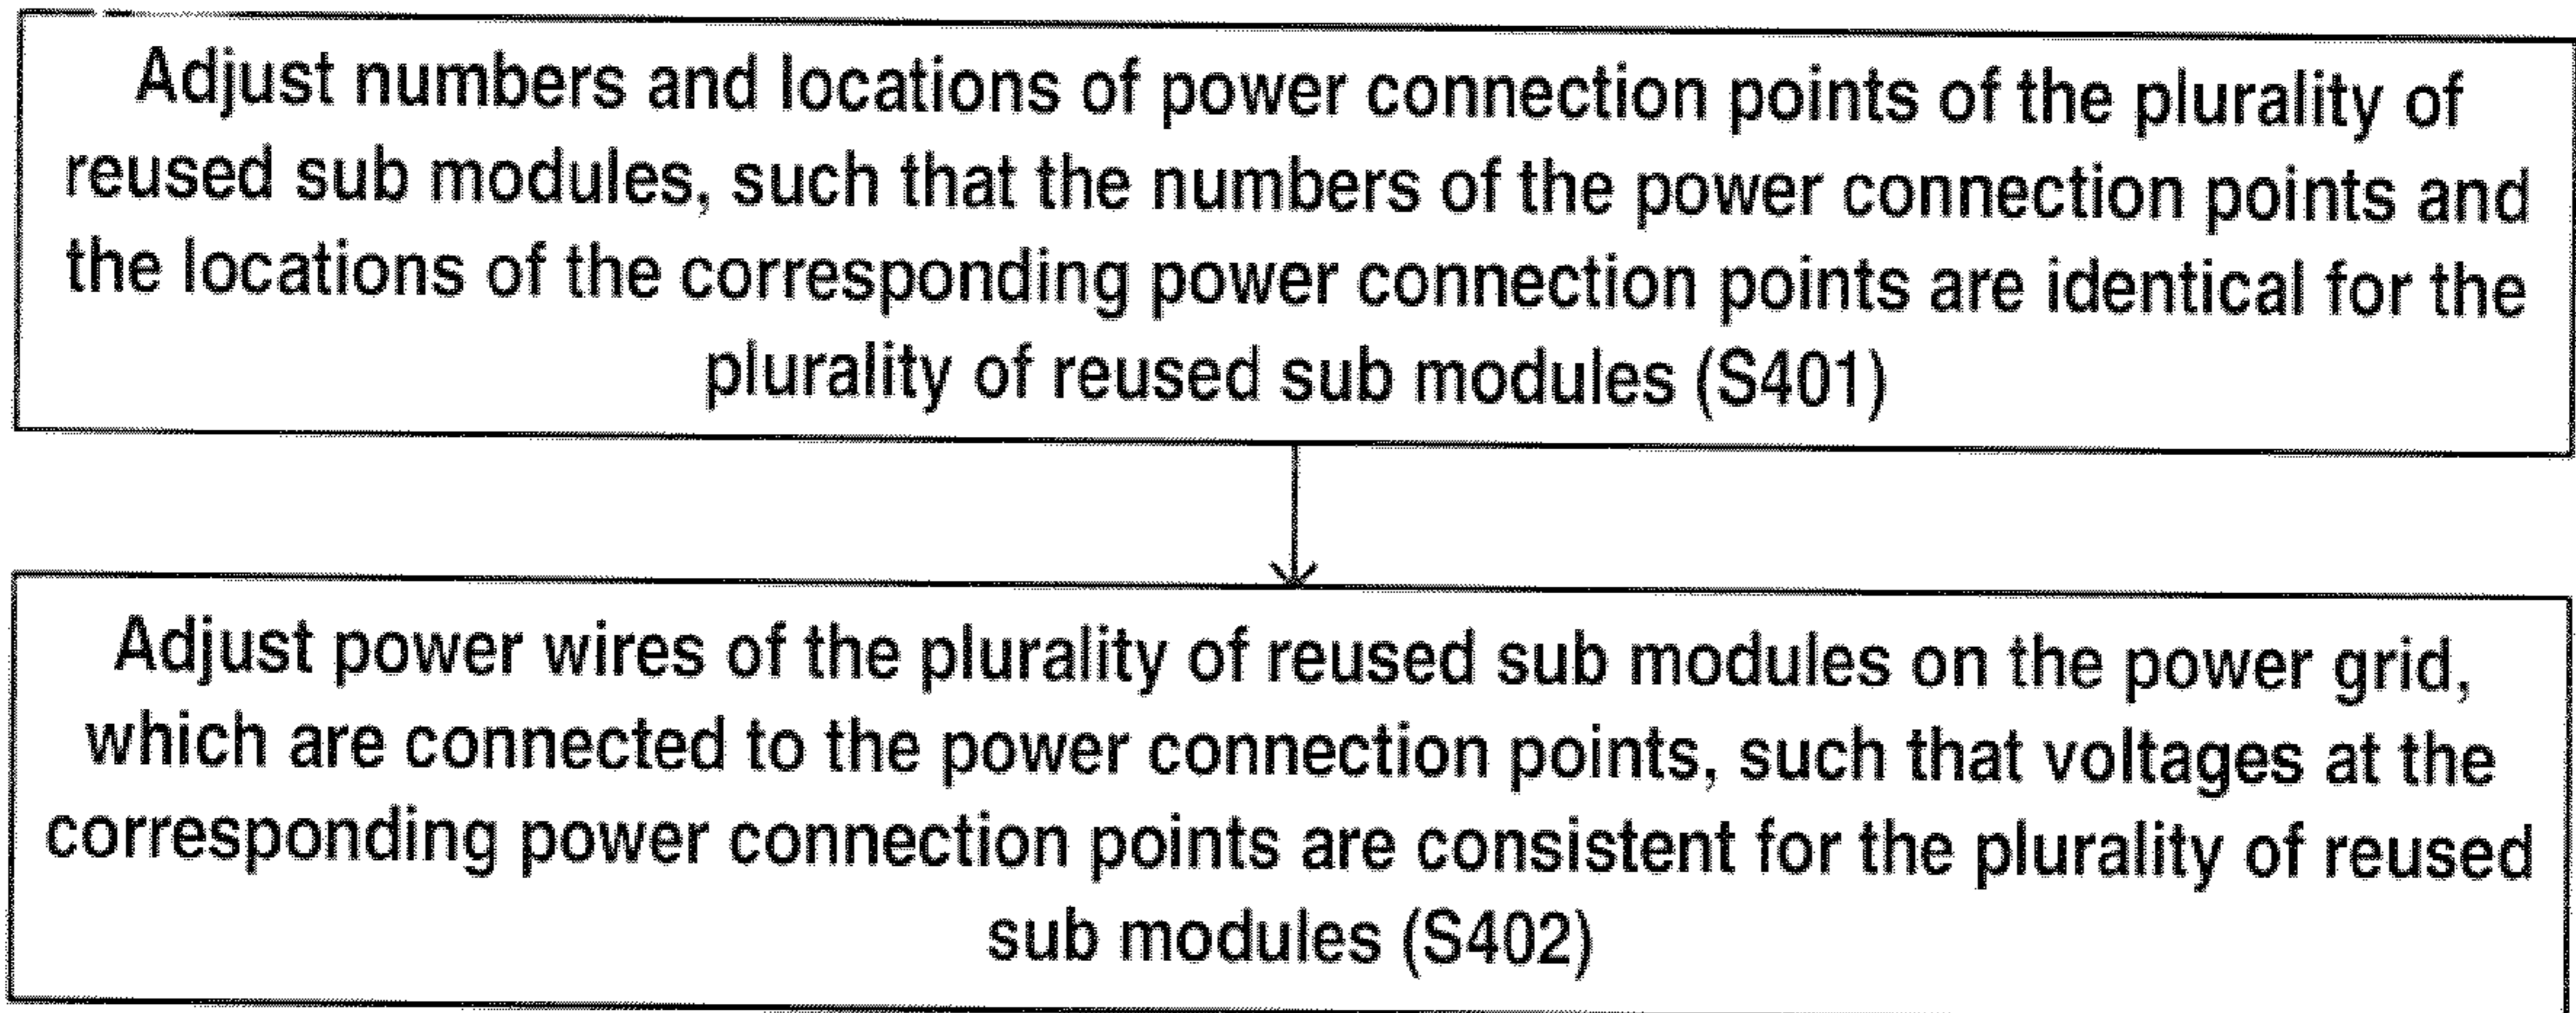 Adjust numbers and locations of power connection points of the plurality of
reused sub modules, such that the numbers of the power connection points and
the locations of the corresponding power connection points are identical for the
plurality of reused sub modules (S401)
Adjust power wires of the plurality of reused sub modules on the power grid,
which are connected to the power connection points, such that voltages at the
corresponding power connection points are consistent for the plurality of reused
sub modules (S402)